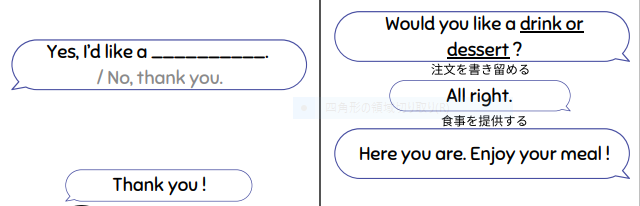 Yes, I'd like a __________.
/ No, thank you.
Thank you !
Would you like a drink or
dessert ?
注文を書き留める
All right.
食事を提供する
Here you are. Enjoy your meal !